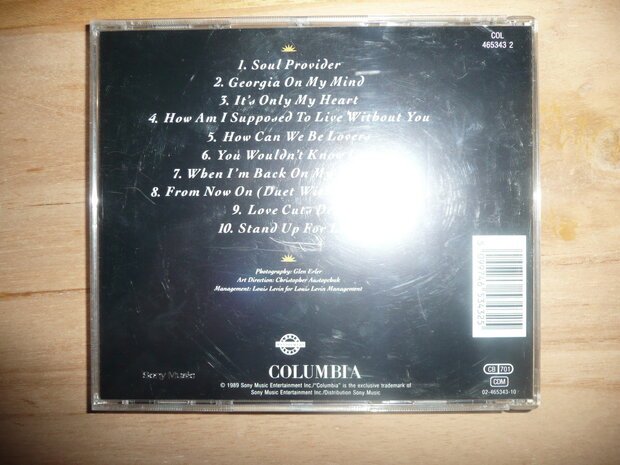 COL
465343 2
1. Soul Provider
2. Georgia On My Mind
3. It's Only My Heart
4. How Am I Supposed To Live Without You
5. How Can We Be Lovers
6. You Wouldn't Know
7. When I'm Back On My
8. From Now On (Duet
9. Love Cuts
10. Stand Up For
Photography: Glen Erler
Art Direction: Christopher Austopchuk
Management: Louis Levin for Louis Levin Management
COLUMBIA
Sony Music
© 1989 Sony Music Entertainment Inc./"Columbia" is the exclusive trademark of
Sony Music Entertainment Inc./Distribution Sony Music
CB 701
CDM
02-465343-10